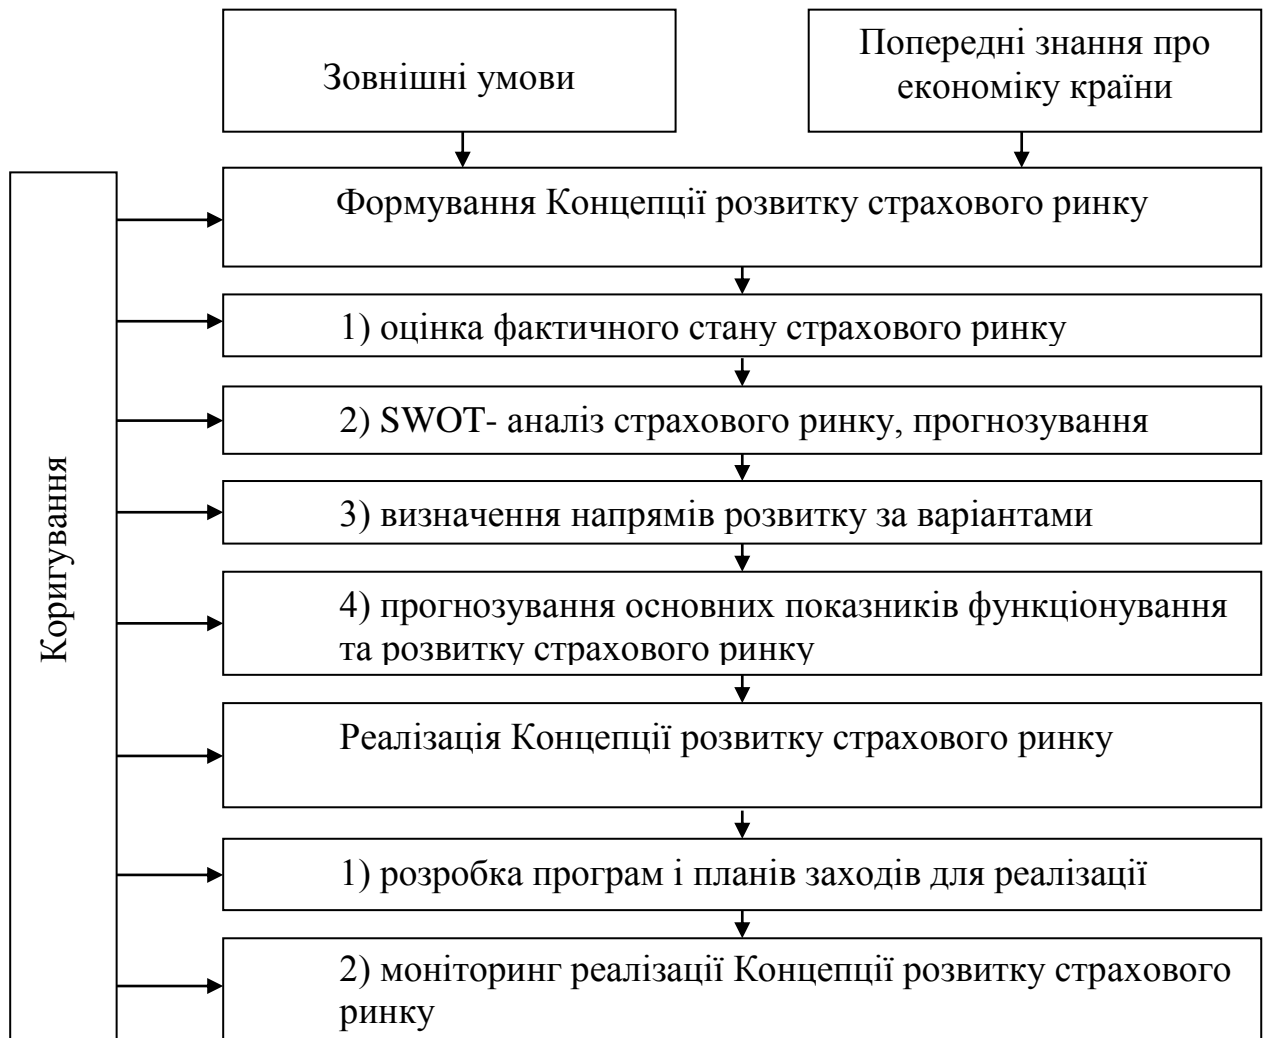 Зовнішні умови
Попередні знання про
економіку країни
Формування Концепції розвитку страхового ринку
1) оцінка фактичного стану страхового ринку
2) SWOT- аналіз страхового ринку, прогнозування
3) визначення напрямів розвитку за варіантами
4) прогнозування основних показників функціонування
та розвитку страхового ринку
Реалізація Концепції розвитку страхового ринку
1) розробка програм і планів заходів для реалізації
2) моніторинг реалізації Концепції розвитку страхового
ринку
Коригування